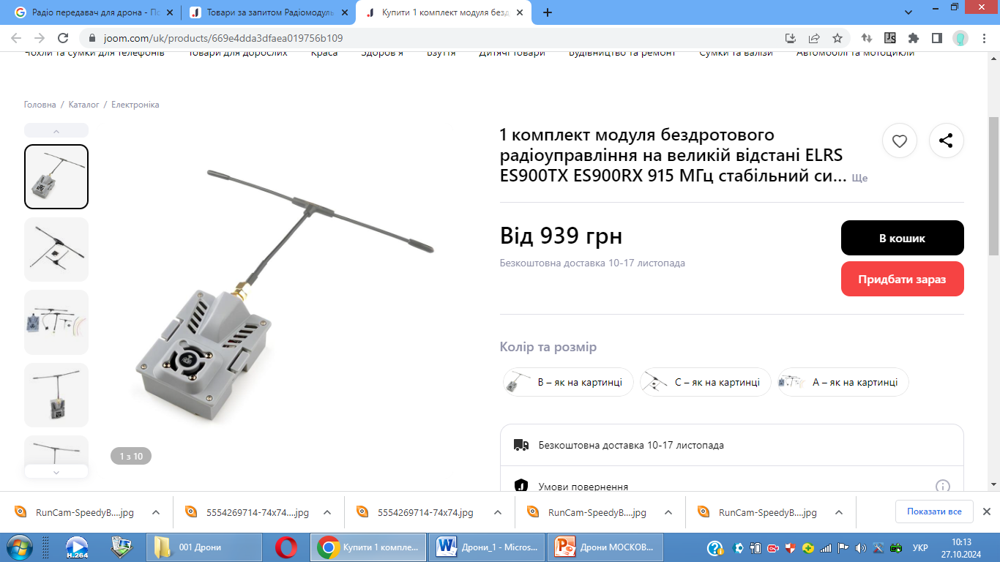 Радіо передавач для дрона - По
Товари за запитом Радіомодуль
Купити 1 комплект модуля безд
joom.com/uk/products/669e4dda3dfaea019756b109
Чохли та сумки для телефонів
Товари для дорослих
Краса
Здоров'я
Взуття
Дитячі товари
Будівництво та ремонт
Сумки та валізи
Автомобілі та мотоцикли
Головна / Каталог / Електроніка
1 комплект модуля бездротового
радіоуправління на великій відстані ELRS
ES900TX ES900RX 915 МГц стабільний си... Ще
Від 939 грн
Безкоштовна доставка 10-17 листопада
В кошик
Придбати зараз
Колір та розмір
B – як на картинці
C – як на картинці
A – як на картинці
Безкоштовна доставка 10-17 листопада
Умови повернення
1 з 10
RunCam-SpeedyB....jpg
5554269714-74x74....jpg
5554269714-74x74.jpg
RunCam-SpeedyB....jpg
RunCam-SpeedyB....jpg
Показати все
H.264
001 Дрони
Купити 1 компле...
Дрони_1 - Micros...
Дрони МОСКОВ...
УКР
10:13
27.10.2024